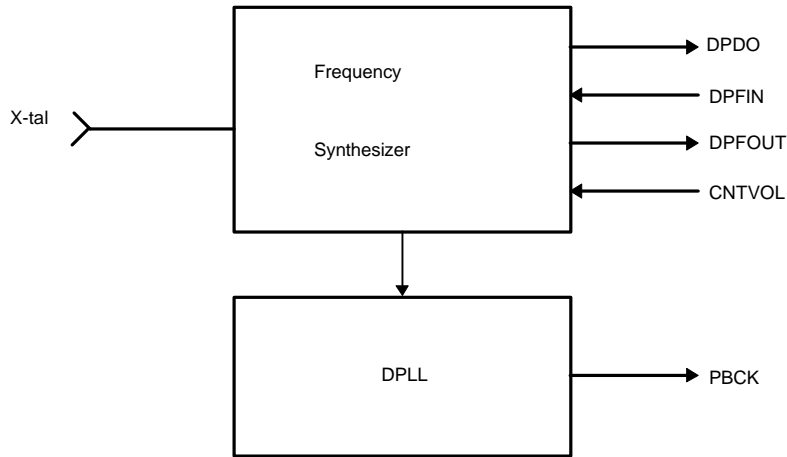 DPDO
Frequency
DPFIN
X-tal
Synthesizer
DPFOUT
CNTVOL
DPLL
PBCK